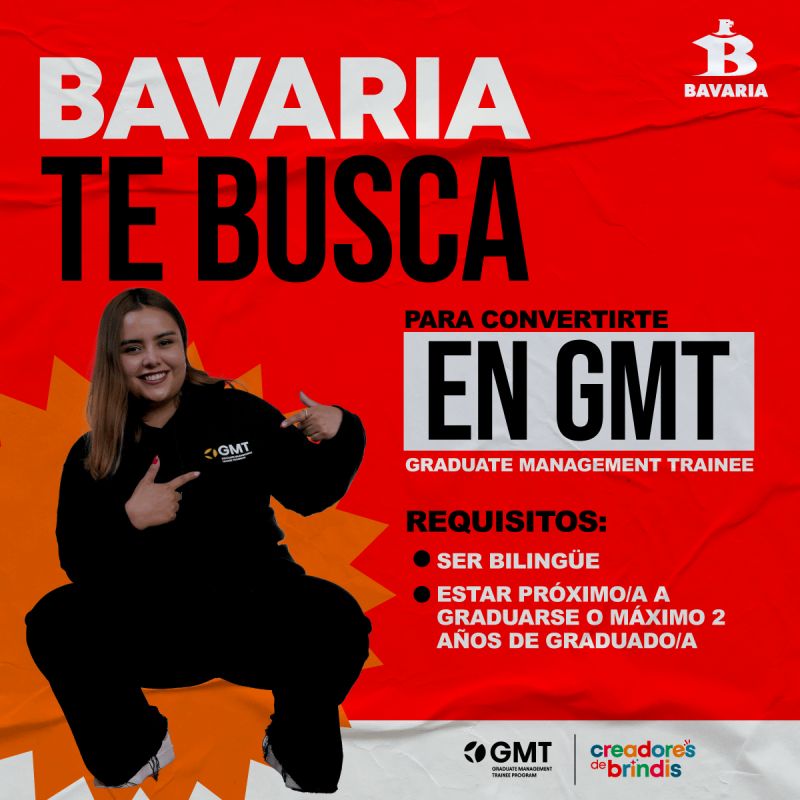 BAVARIA
TE BUSCA
B
BAVARIA
PARA CONVERTIRTE
EN GMT
GRADUATE MANAGEMENT TRAINEE
GMT
REQUISITOS:
SER BILINGÜE
ESTAR PRÓXIMO/A A
GRADUARSE O MÁXIMO 2
AÑOS DE GRADUADO/A
GMT
GRADUATE MANAGEMENT
TRAINEE PROGRAM
creadores
de brindis